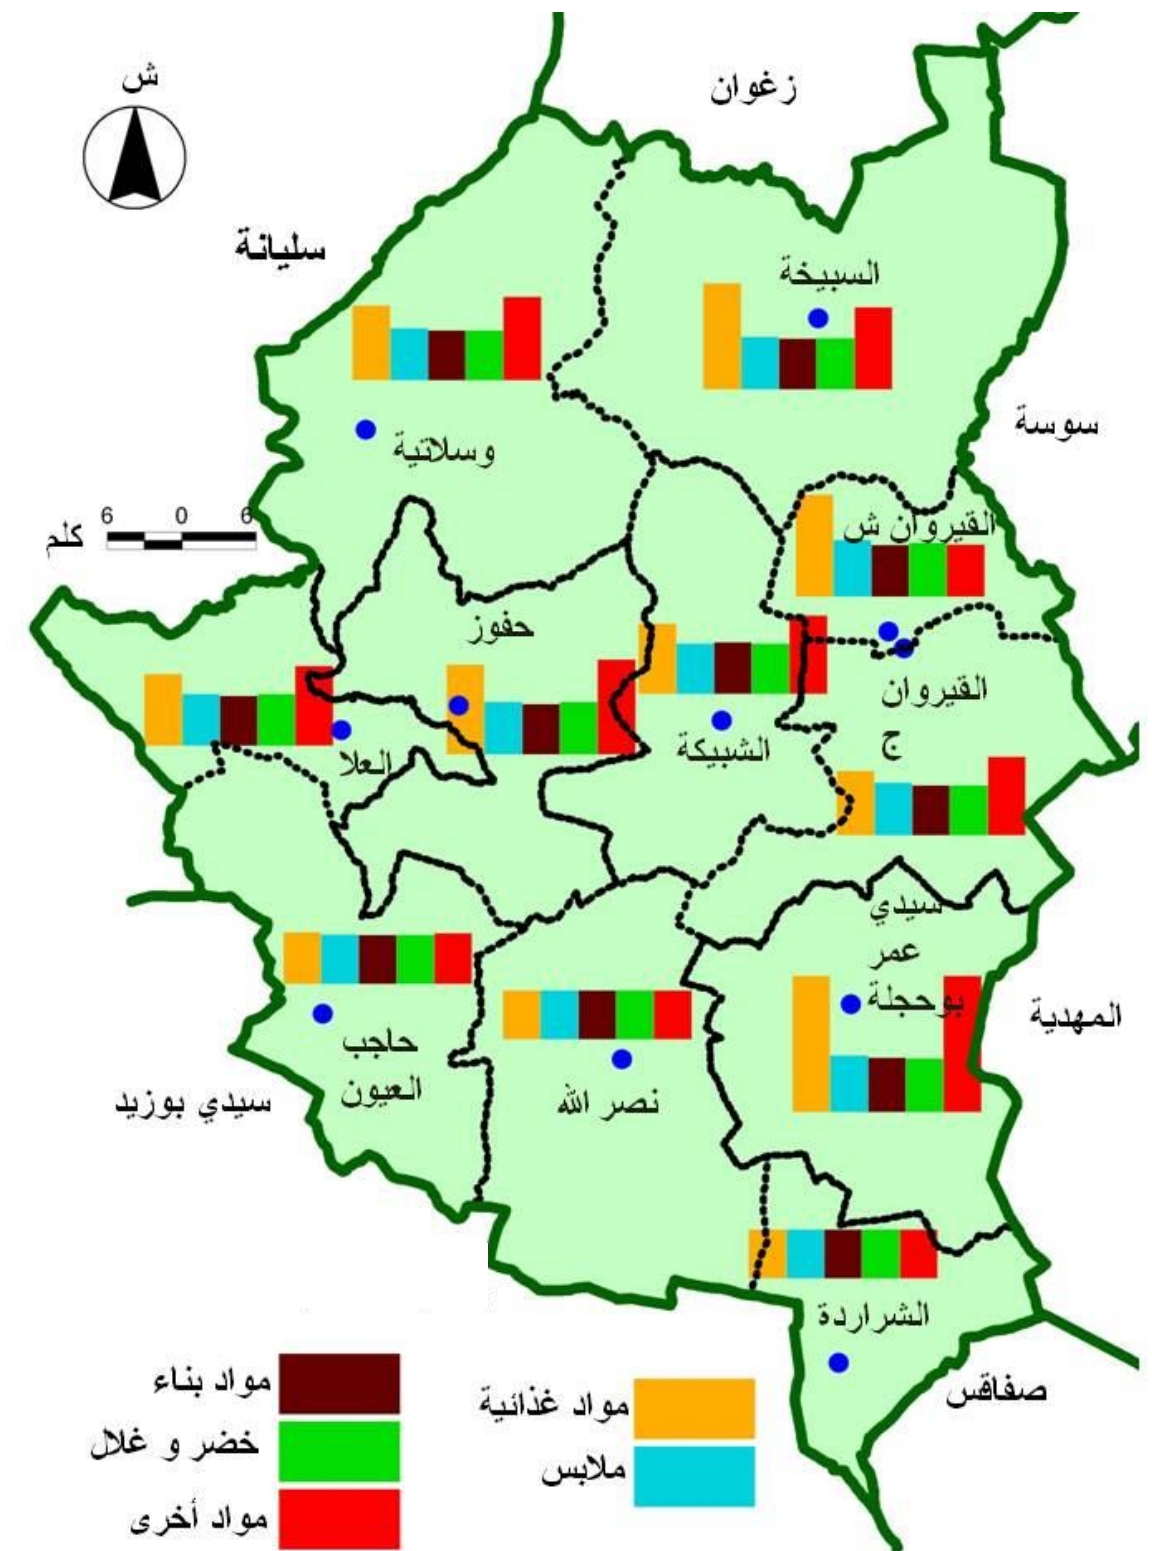 ش
زغوان
سليانة
السبيخة
سوسة
وسلاتية
القيروان ش
6 0 6
كلم
حفوز
القيروان
ج
الشبيكة
العلا
سيدي
عمر
بوحجلة
المهدية
حاجب
العيون
نصر الله
سيدي بوزيد
الشراردة
صفاقس
مواد بناء
خضر و غلال
مواد أخرى
مواد غذائية
ملابس